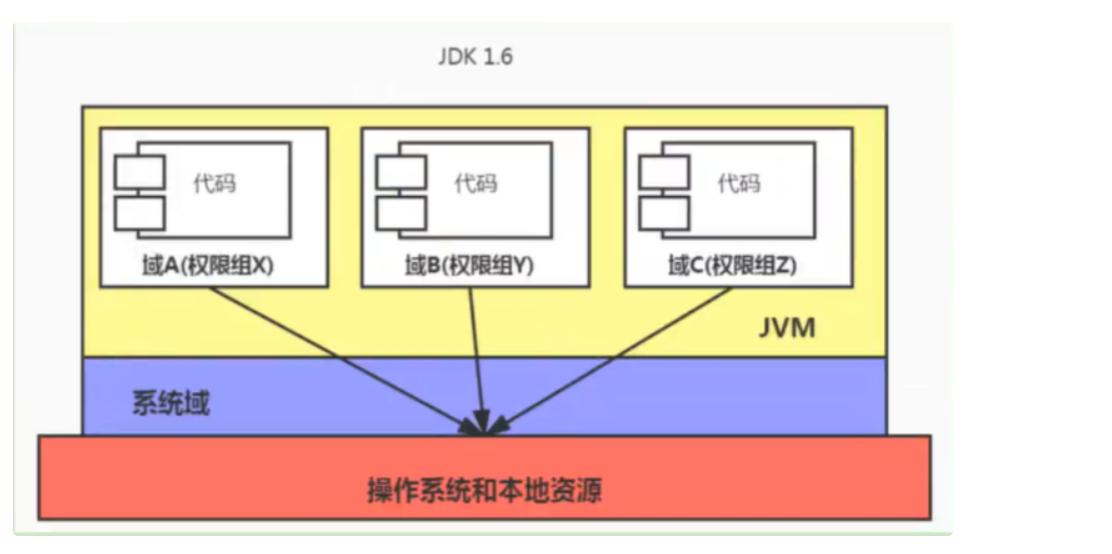 JDK 1.6
代码
代码
代码
域A(权限组X)
域B(权限组Y)
域C(权限组Z)
JVM
系统域
操作系统和本地资源